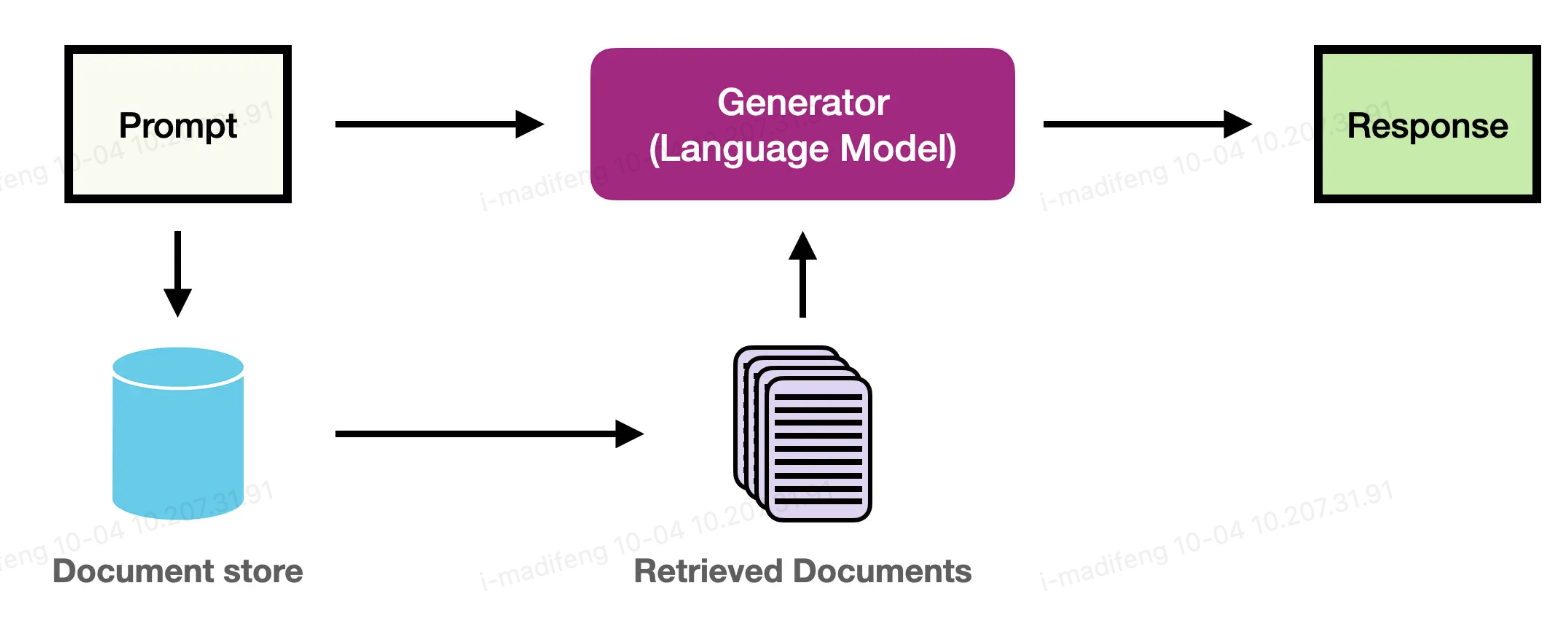 Prompt
Generator
(Language Model)
Response
i-madifeng 10-04 10.207.31.91
i-madifeng 10-04 10.207.31.91
feng 10-04 10.207.31.91
Document store
Retrieved Documents
i-madifeng 10-04 10.207.31.91
i-madifeng 10-04 10.207.31.91
feng 10-04 10.207.31.91